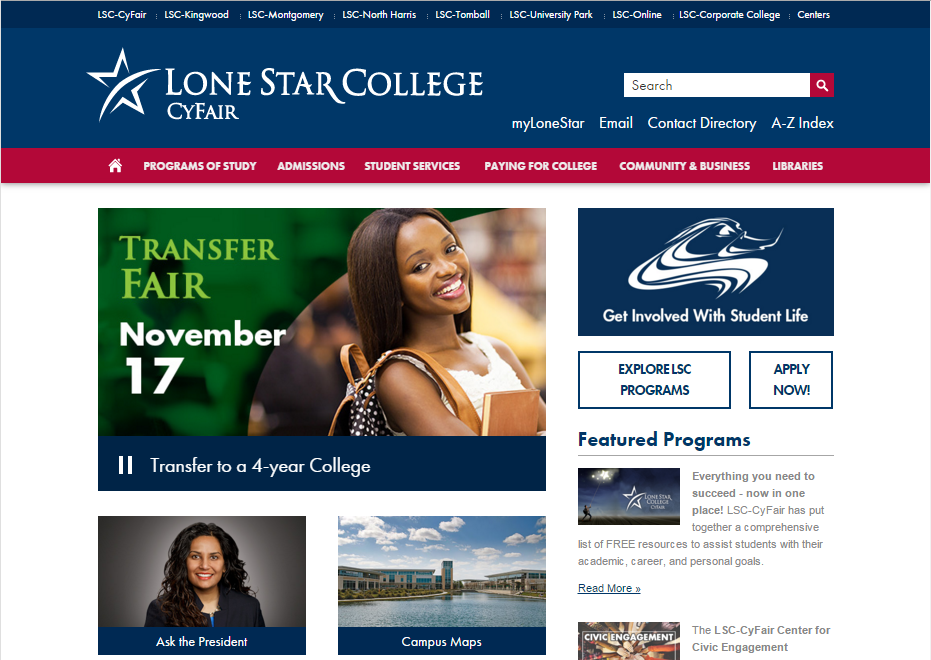 LSC-CyFair LSC-Kingwood LSC-Montgomery LSC-North Harris LSC-Tomball LSC-University Park LSC-Online LSC-Corporate College Centers
LONE STAR COLLEGE
CYFAIR
Search
myLoneStar Email Contact Directory A-Z Index
PROGRAMS OF STUDY ADMISSIONS STUDENT SERVICES PAYING FOR COLLEGE COMMUNITY & BUSINESS LIBRARIES
TRANSFER
FAIR
November
17
Transfer to a 4-year College
Ask the President
Campus Maps
Get Involved With Student Life
EXPLORE LSC
PROGRAMS
APPLY
NOW!
Featured Programs
LONE STAR
COLLEGE
CYFAIR
Everything you need to
succeed - now in one
place! LSC-CyFair has put
together a comprehensive
list of FREE resources to assist students with their
academic, career, and personal goals.
Read More »
CIVIC ENGAGEMENT
The LSC-CyFair Center for
Civic Engagement